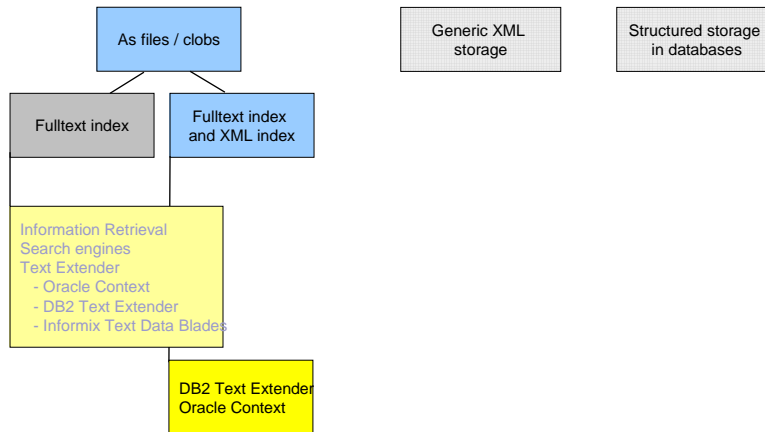 As files / clobs
Generic XML
storage
Structured storage
in databases
Fulltext index
Fulltext index
and XML index
Information Retrieval
Search engines
Text Extender
- Oracle Context
- DB2 Text Extender
- Informix Text Data Blades
DB2 Text Extender
Oracle Context